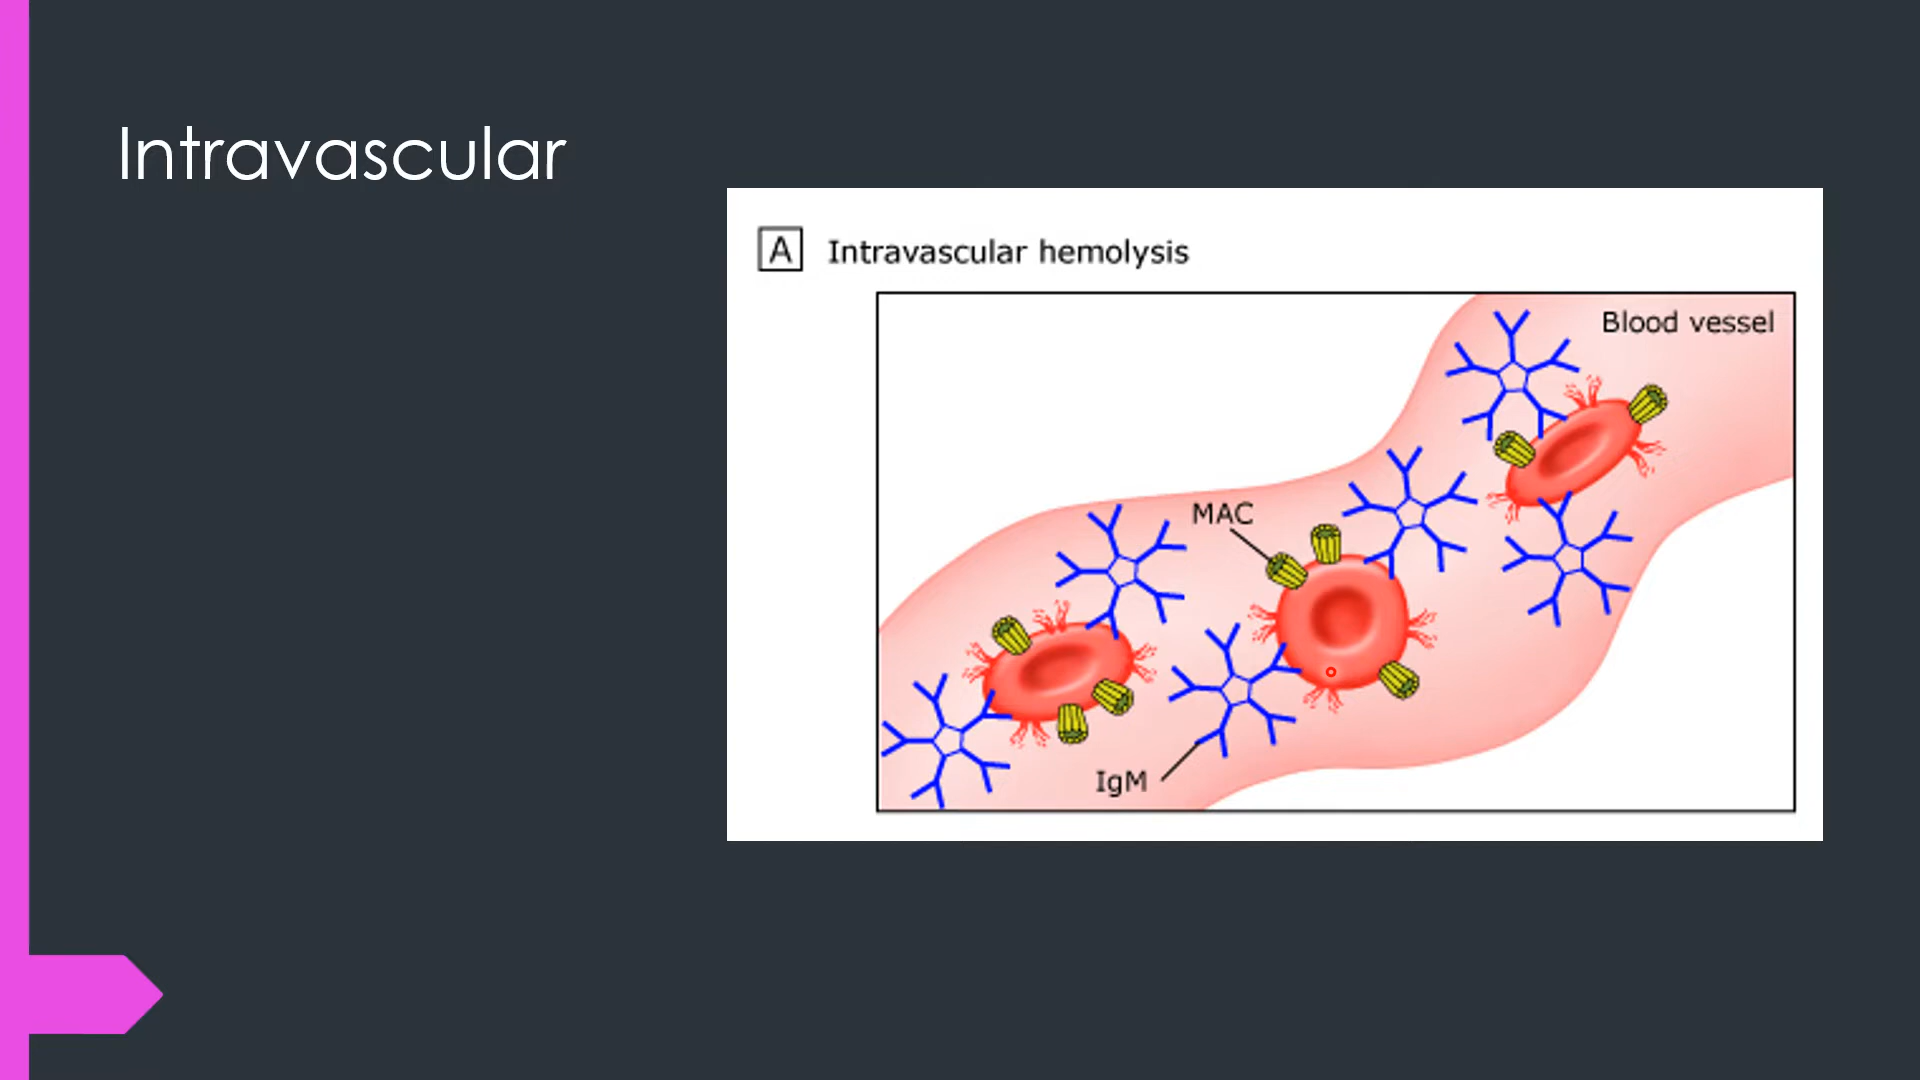 Intravascular
A Intravascular hemolysis
Blood vessel
MAC
IgM